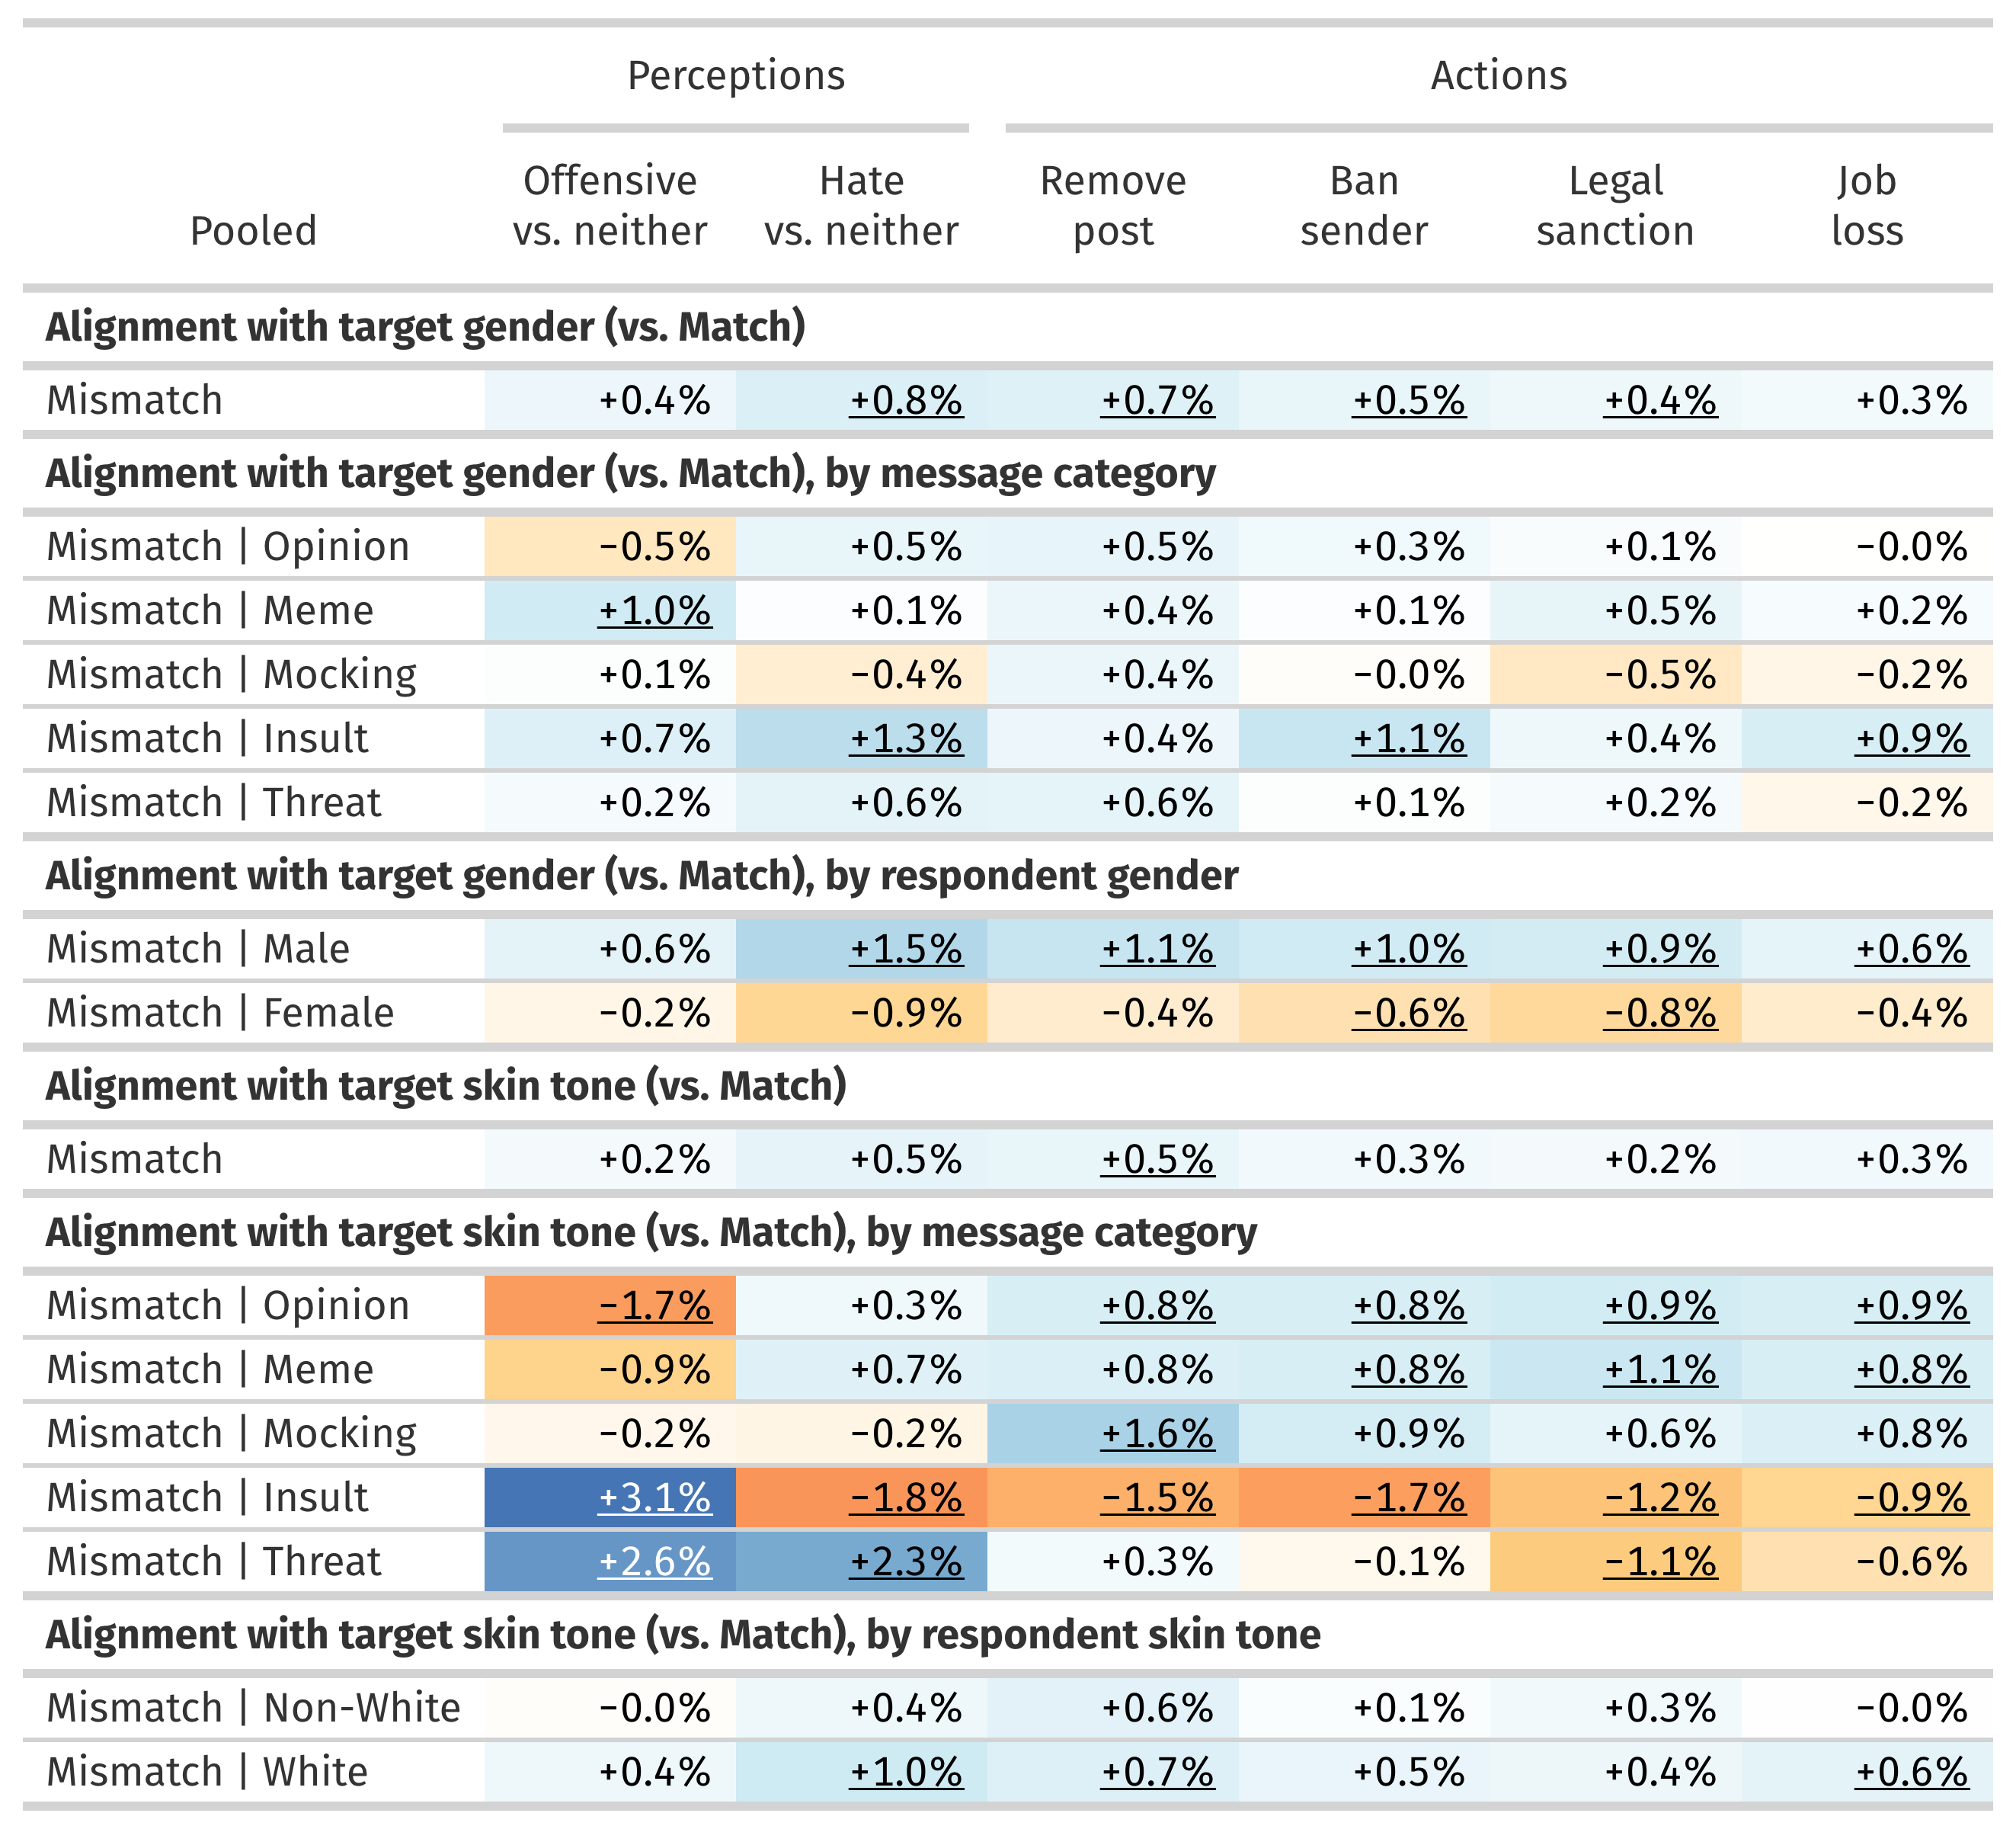 Perceptions Actions
Offensive Hate Remove Ban Legal Job
Pooled vs. neither vs. neither post sender sanction loss
Alignment with target gender (vs. Match)
Mismatch +0.4% +0.8% +0.7% +0.5% +0.4% +0.3%
Alignment with target gender (vs. Match), by message category
Mismatch | Opinion −0.5% +0.5% +0.5% +0.3% +0.1% −0.0%
Mismatch | Meme +1.0% +0.1% +0.4% +0.1% +0.5% +0.2%
Mismatch | Mocking +0.1% −0.4% +0.4% −0.0% −0.5% −0.2%
Mismatch | Insult +0.7% +1.3% +0.4% +1.1% +0.4% +0.9%
Mismatch | Threat +0.2% +0.6% +0.6% +0.1% +0.2% −0.2%
Alignment with target gender (vs. Match), by respondent gender
Mismatch | Male +0.6% +1.5% +1.1% +1.0% +0.9% +0.6%
Mismatch | Female −0.2% −0.9% −0.4% −0.6% −0.8% −0.4%
Alignment with target skin tone (vs. Match)
Mismatch +0.2% +0.5% +0.5% +0.3% +0.2% +0.3%
Alignment with target skin tone (vs. Match), by message category
Mismatch | Opinion −1.7% +0.3% +0.8% +0.8% +0.9% +0.9%
Mismatch | Meme −0.9% +0.7% +0.8% +0.8% +1.1% +0.8%
Mismatch | Mocking −0.2% −0.2% +1.6% +0.9% +0.6% +0.8%
Mismatch | Insult +3.1% −1.8% −1.5% −1.7% −1.2% −0.9%
Mismatch | Threat +2.6% +2.3% +0.3% −0.1% −1.1% −0.6%
Alignment with target skin tone (vs. Match), by respondent skin tone
Mismatch | Non-White −0.0% +0.4% +0.6% +0.1% +0.3% −0.0%
Mismatch | White +0.4% +1.0% +0.7% +0.5% +0.4% +0.6%